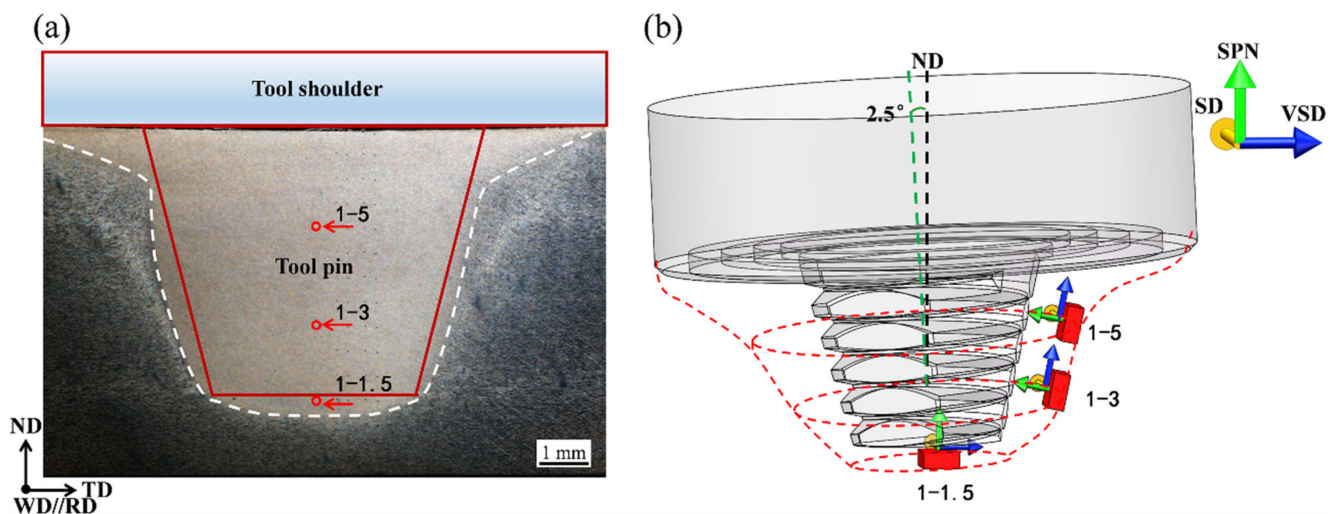 (a)
Tool shoulder
1-5
Tool pin
1-3
1-1.5
ND
TD
WD//RD
1 mm
(b)
ND
2.5°
SPN
SD
VSD
1-5
1-3
1-1.5